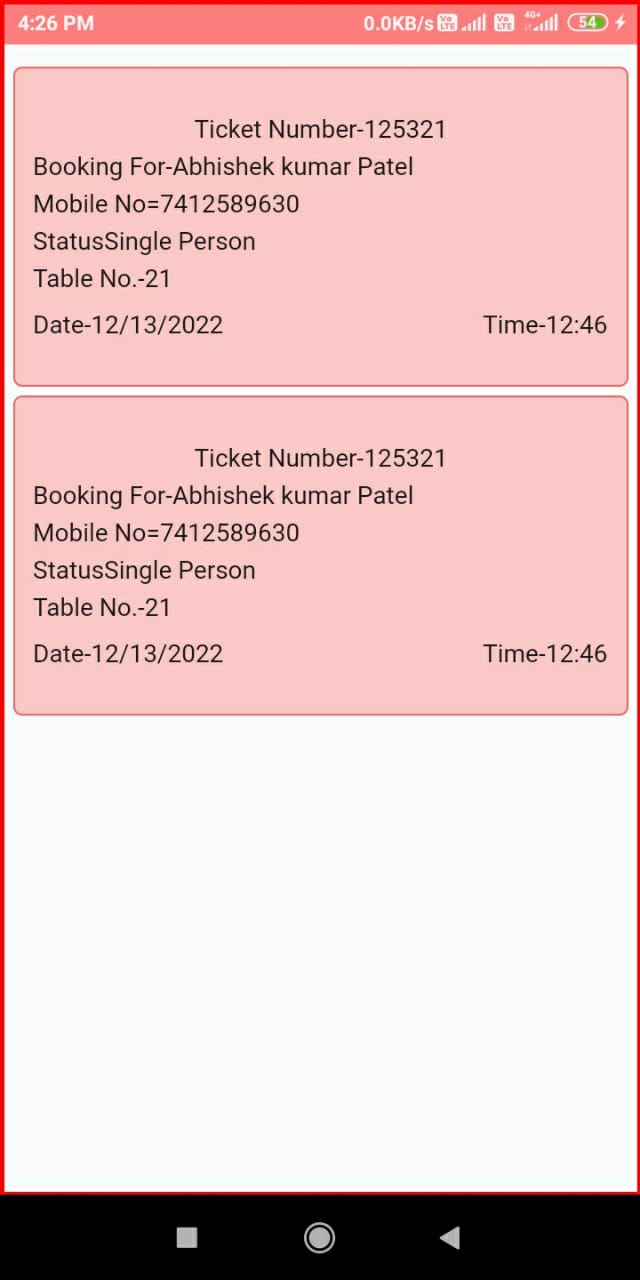 4:26 PM 0.0KB/s Vo LTE Vo LTE 4G+ 54
Ticket Number-125321
Booking For-Abhishek kumar Patel
Mobile No=7412589630
StatusSingle Person
Table No.-21
Date-12/13/2022 Time-12:46
Ticket Number-125321
Booking For-Abhishek kumar Patel
Mobile No=7412589630
StatusSingle Person
Table No.-21
Date-12/13/2022 Time-12:46